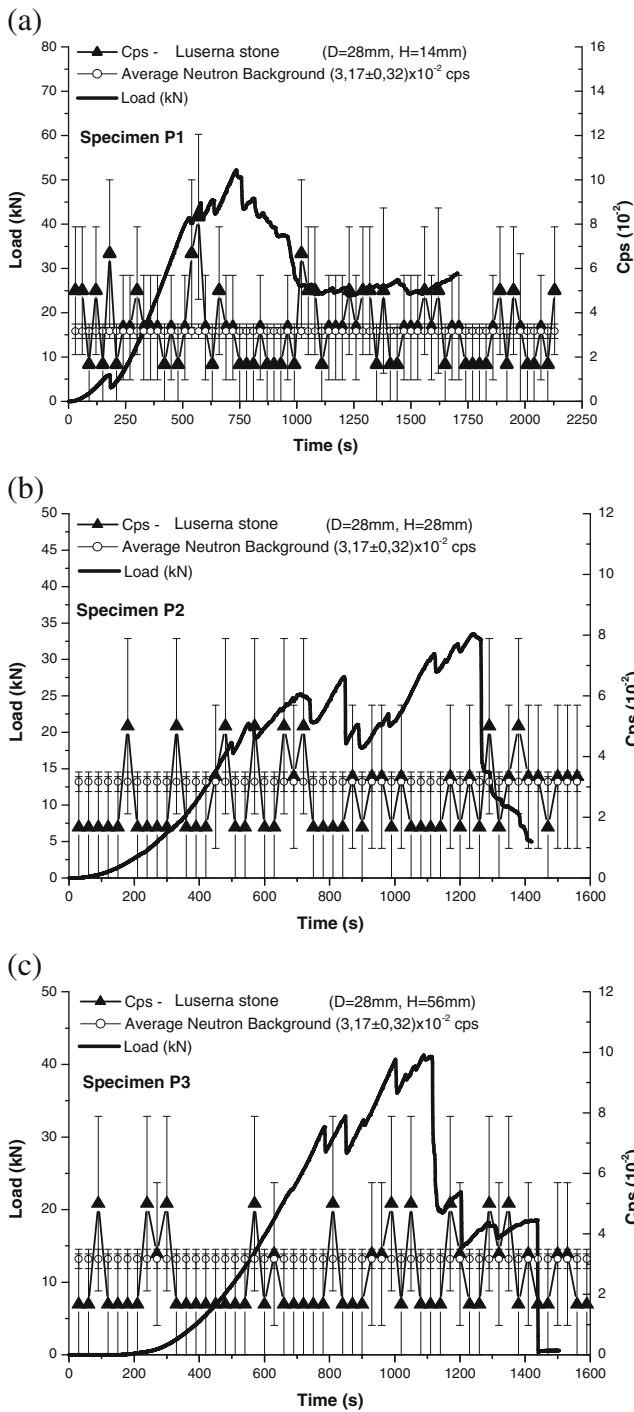 (a)
Cps - Luserna stone (D=28mm, H=14mm)
Average Neutron Background (3,17±0,32)x10⁻² cps
Load (kN)
Specimen P1
Load (kN)
80
70
60
50
40
30
20
10
0
Cps (10⁻²)
16
14
12
10
8
6
4
2
0
0 250 500 750 1000 1250 1500 1750 2000 2250
Time (s)
(b)
Cps - Luserna stone (D=28mm, H=28mm)
Average Neutron Background (3,17±0,32)x10⁻² cps
Load (kN)
Specimen P2
Load (kN)
50
45
40
35
30
25
20
15
10
5
0
Cps (10⁻²)
12
10
8
6
4
2
0
0 200 400 600 800 1000 1200 1400 1600
Time (s)
(c)
Cps - Luserna stone (D=28mm, H=56mm)
Average Neutron Background (3,17±0,32)x10⁻² cps
Load (kN)
Specimen P3
Load (kN)
50
40
30
20
10
0
Cps (10⁻²)
12
10
8
6
4
2
0
0 200 400 600 800 1000 1200 1400 1600
Time (s)